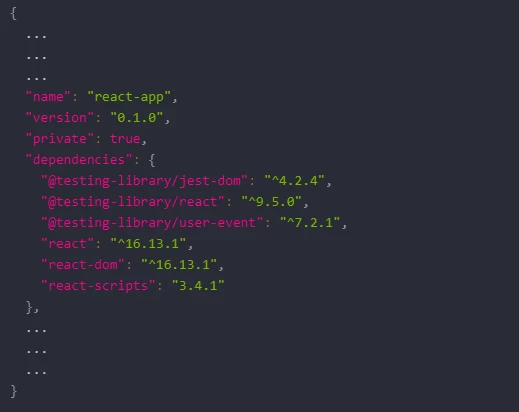 {
  ...
  ...
  ...
  "name": "react-app",
  "version": "0.1.0",
  "private": true,
  "dependencies": {
    "@testing-library/jest-dom": "^4.2.4",
    "@testing-library/react": "^9.5.0",
    "@testing-library/user-event": "^7.2.1",
    "react": "^16.13.1",
    "react-dom": "^16.13.1",
    "react-scripts": "3.4.1"
  },
  ...
  ...
  ...
}